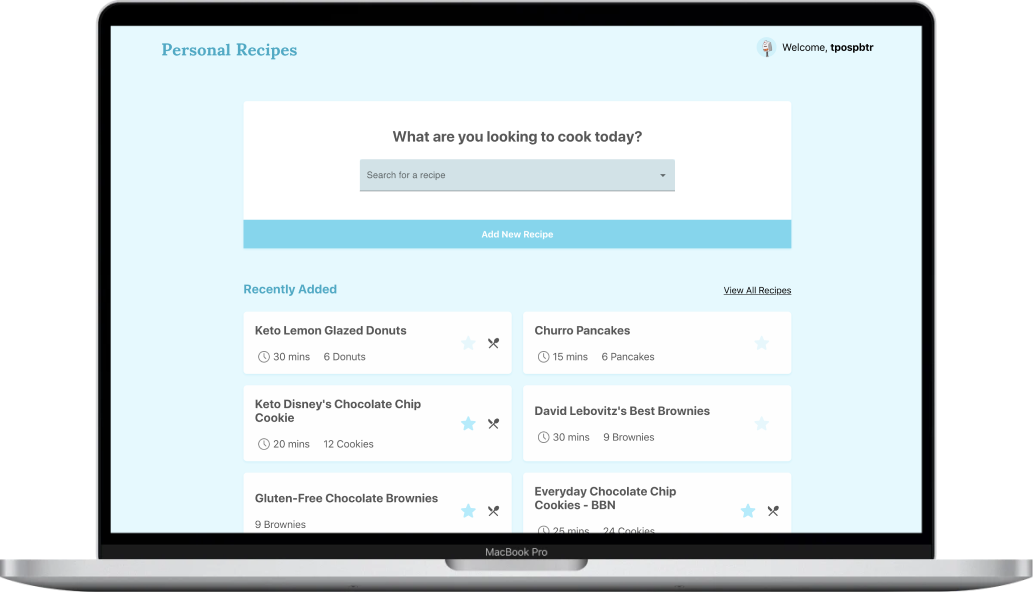 Personal Recipes
Welcome, tpospbtr
What are you looking to cook today?
Search for a recipe
Add New Recipe
Recently Added
View All Recipes
Keto Lemon Glazed Donuts
30 mins 6 Donuts
Churro Pancakes
15 mins 6 Pancakes
Keto Disney's Chocolate Chip
Cookie
20 mins 12 Cookies
David Lebovitz's Best Brownies
30 mins 9 Brownies
Gluten-Free Chocolate Brownies
9 Brownies
Everyday Chocolate Chip
Cookies - BBN
25 mins 24 Cookies
MacBook Pro